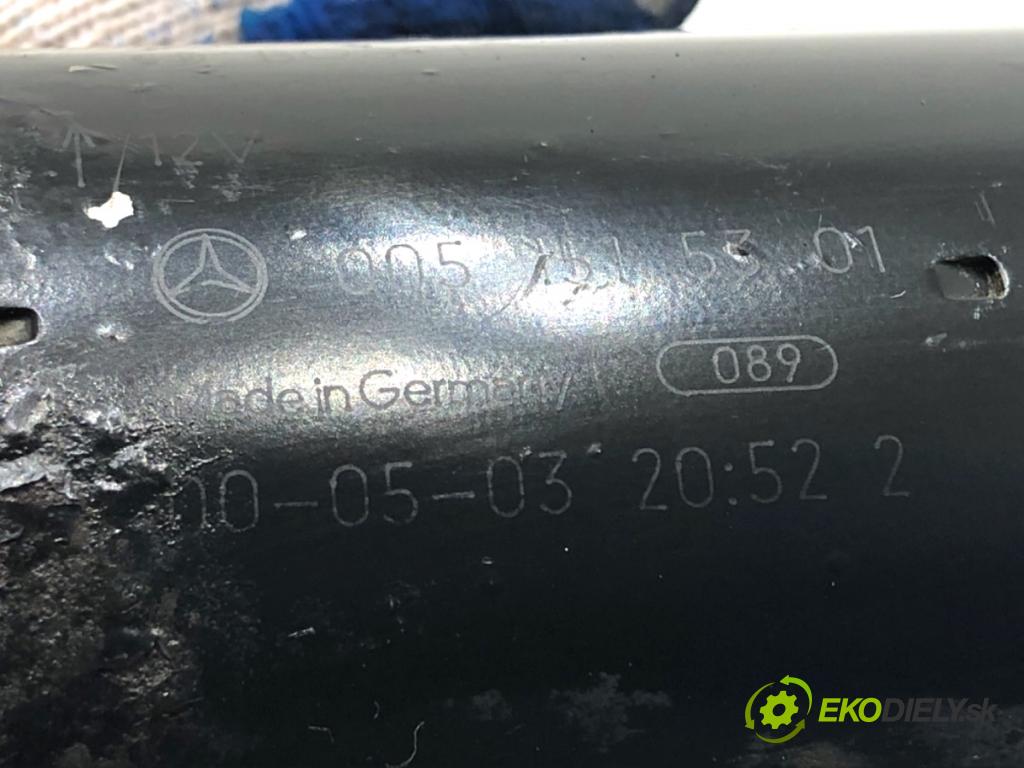 12V
005 151 53 01
089
Made in Germany
00-05-03 20:52 2
EKODIELY.sk